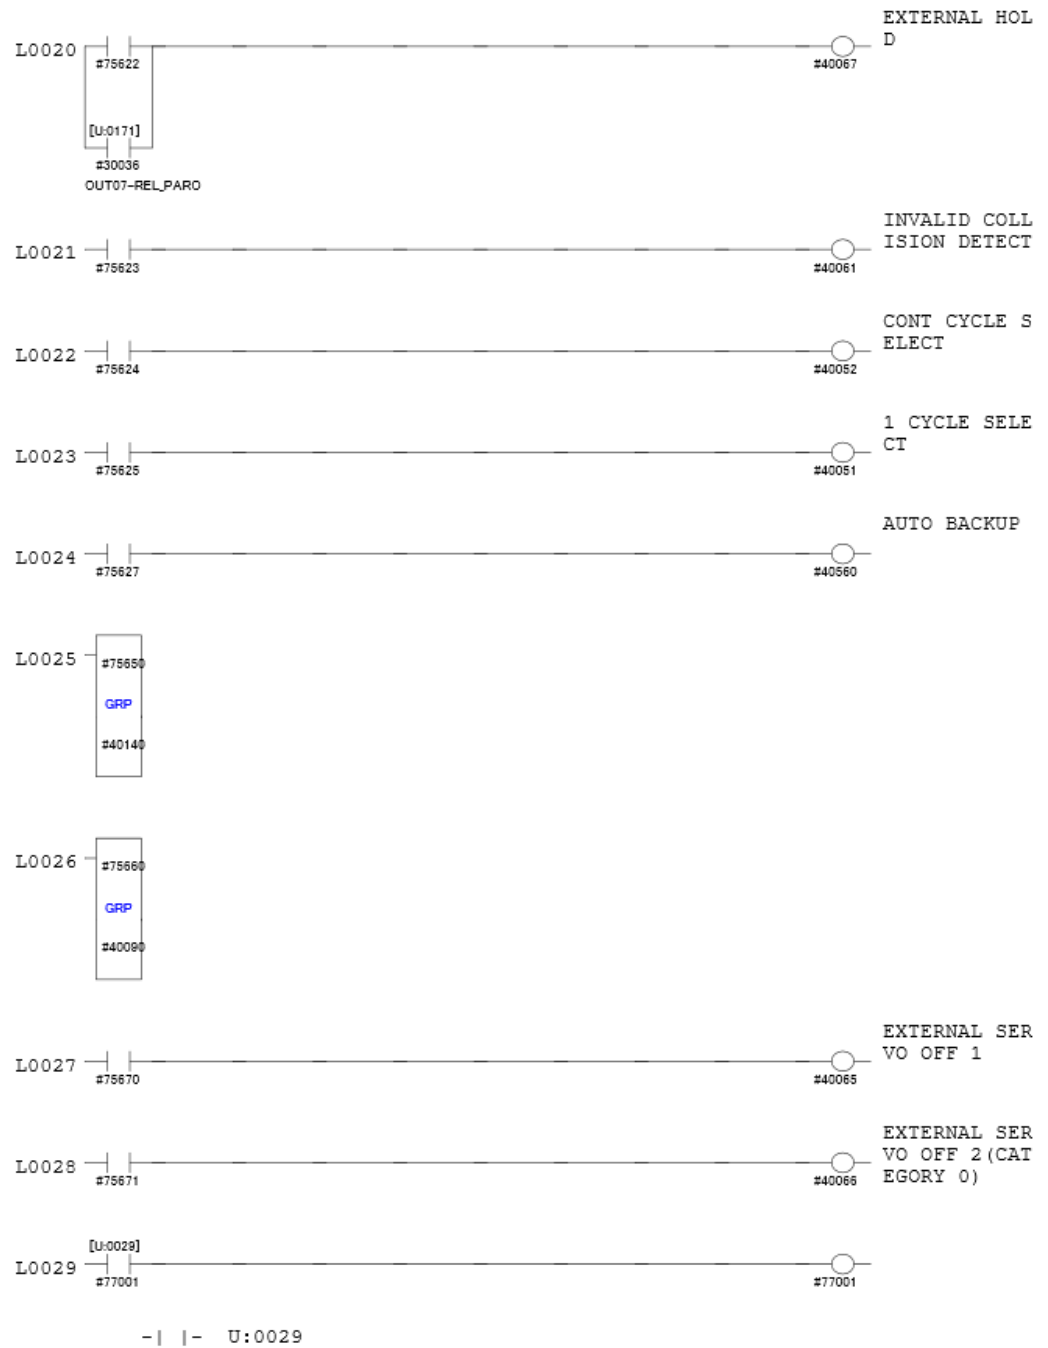 EXTERNAL HOL
D
L0020
#75622
#40067
[U:0171]
#30036
OUT07-REL_PARO
INVALID COLL
ISION DETECT
L0021
#75623
#40061
CONT CYCLE S
ELECT
L0022
#75624
#40052
1 CYCLE SELE
CT
L0023
#75625
#40051
AUTO BACKUP
L0024
#75627
#40560
L0025
#75650
GRP
#40140
L0026
#75660
GRP
#40090
EXTERNAL SER
VO OFF 1
L0027
#75670
#40065
EXTERNAL SER
VO OFF 2(CAT
EGORY 0)
L0028
#75671
#40066
[U:0029]
L0029
#77001
#77001
-| |- U:0029